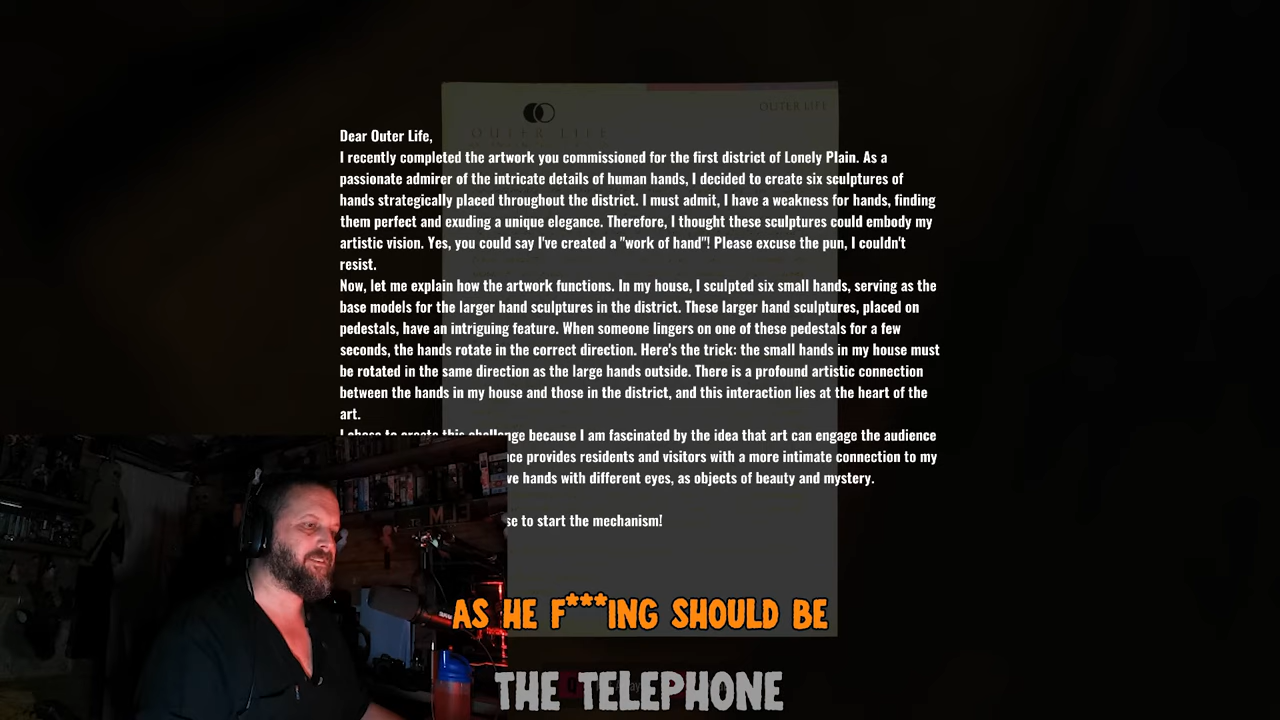 OUTER LIFE
OUTER LIFE
Dear Outer Life,
I recently completed the artwork you commissioned for the first district of Lonely Plain. As a
passionate admirer of the intricate details of human hands, I decided to create six sculptures of
hands strategically placed throughout the district. I must admit, I have a weakness for hands, finding
them perfect and exuding a unique elegance. Therefore, I thought these sculptures could embody my
artistic vision. Yes, you could say I've created a "work of hand"! Please excuse the pun, I couldn't
resist.
Now, let me explain how the artwork functions. In my house, I sculpted six small hands, serving as the
base models for the larger hand sculptures in the district. These larger hand sculptures, placed on
pedestals, have an intriguing feature. When someone lingers on one of these pedestals for a few
seconds, the hands rotate in the correct direction. Here's the trick: the small hands in my house must
be rotated in the same direction as the large hands outside. There is a profound artistic connection
between the hands in my house and those in the district, and this interaction lies at the heart of the
art.
I chose to create this challenge because I am fascinated by the idea that art can engage the audience
provides residents and visitors with a more intimate connection to my
hands with different eyes, as objects of beauty and mystery.
to start the mechanism!
AS HE F***ING SHOULD BE
THE TELEPHONE